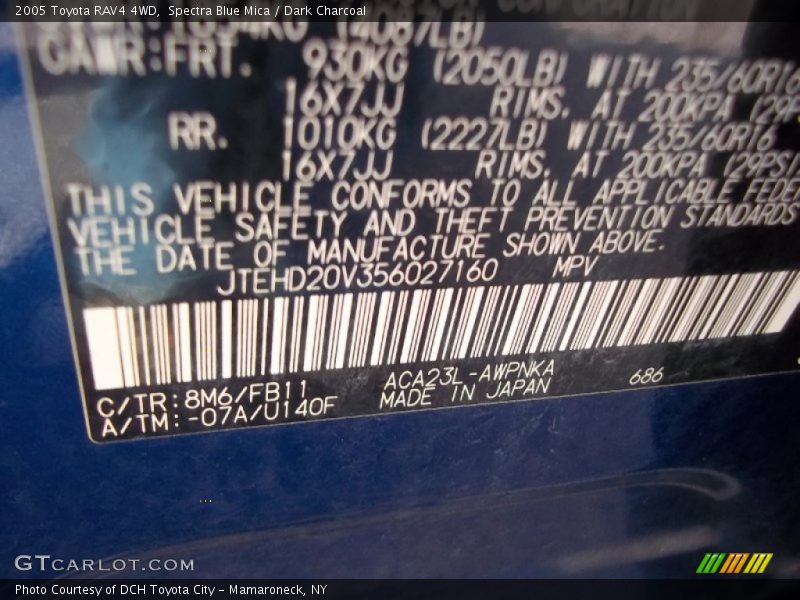 2005 Toyota RAV4 4WD, Spectra Blue Mica / Dark Charcoal
(4087LB)
GAWR:FRT. 930KG (2050LB) WITH 235/60R16
16X7JJ RIMS. AT 200KPA (29PS
RR. 1010KG (2227LB) WITH 235/60R16
16X7JJ RIMS. AT 200KPA (29PSI
THIS VEHICLE CONFORMS TO ALL APPLICABLE FEDER
VEHICLE SAFETY AND THEFT PREVENTION STANDARDS
THE DATE OF MANUFACTURE SHOWN ABOVE.
JTEHD20V356027160 MPV
C/TR:8M6/FB11 ACA23L-AWPNKA 686
A/TM:-07A/U140F MADE IN JAPAN
GTCARLOT.COM
Photo Courtesy of DCH Toyota City - Mamaroneck, NY